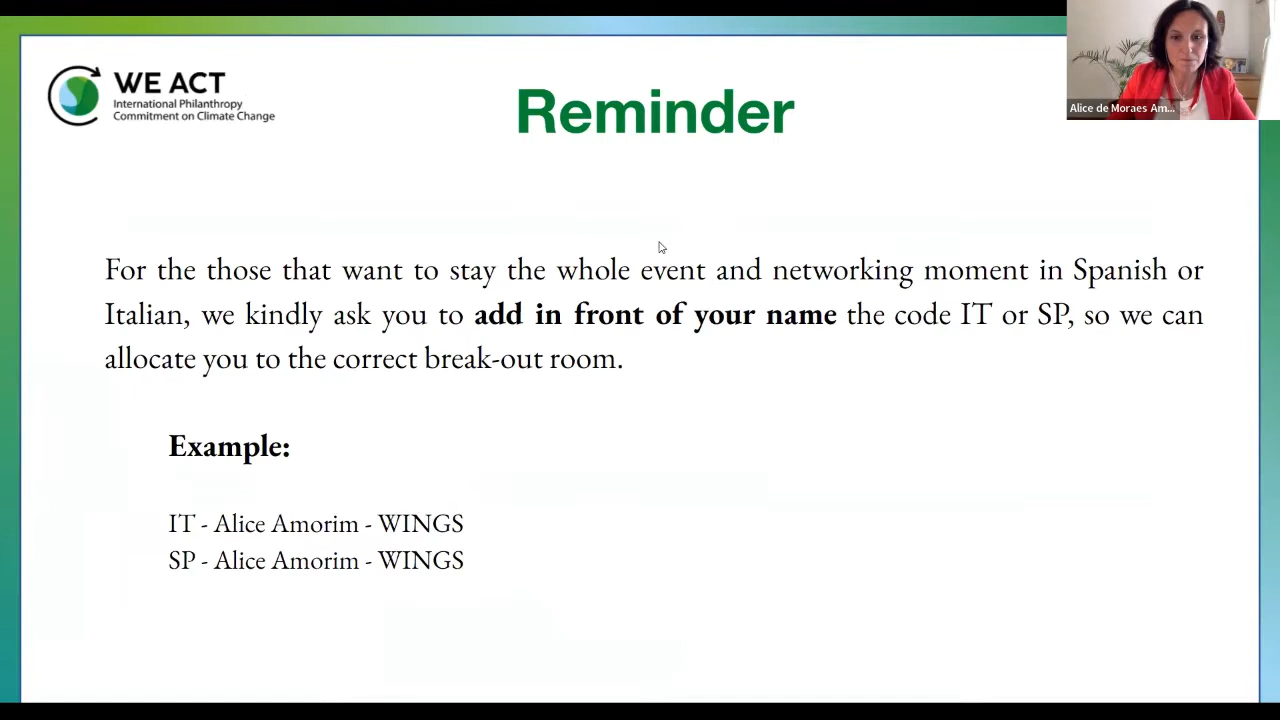 WE ACT
International Philanthropy
Commitment on Climate Change
Reminder
Alice de Moraes Am...
For the those that want to stay the whole event and networking moment in Spanish or
Italian, we kindly ask you to add in front of your name the code IT or SP, so we can
allocate you to the correct break-out room.
Example:
IT - Alice Amorim - WINGS
SP - Alice Amorim - WINGS